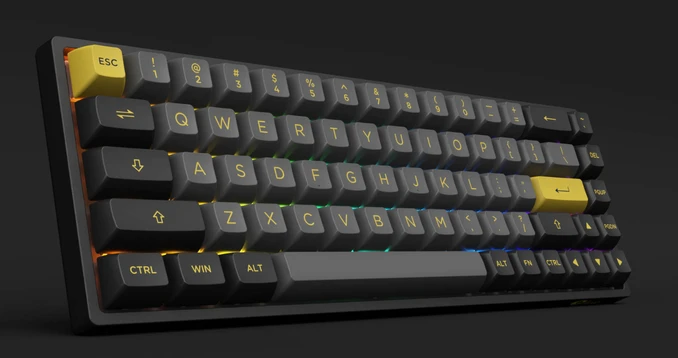 ESC ! 1 @ 2 # 3 $ 4 % 5 ^ 6 & 7 * 8 ( 9 ) 0 _ - + = ← ~
⇌ Q W E R T Y U I O P { [ } ] | \ DEL
⇩ A S D F G H J K L : ; " ' ↵ PGUP
⇧ Z X C V B N M < , > . ? / ⇧ ▲ PGDN
CTRL WIN ALT ALT FN CTRL ◀ ▼ ▶